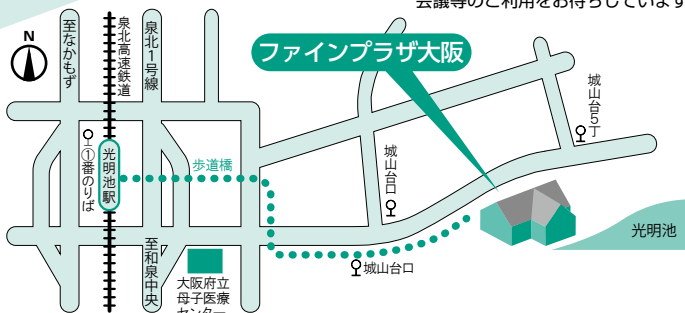 会議等のご利用をお待ちしています
N
至なかもず
泉北高速鉄道
泉北1号線
ファインプラザ大阪
城山台5丁
①番のりば
光明池駅
歩道橋
城山台口
光明池
至和泉中央
大阪府立
母子医療
センター
城山台口